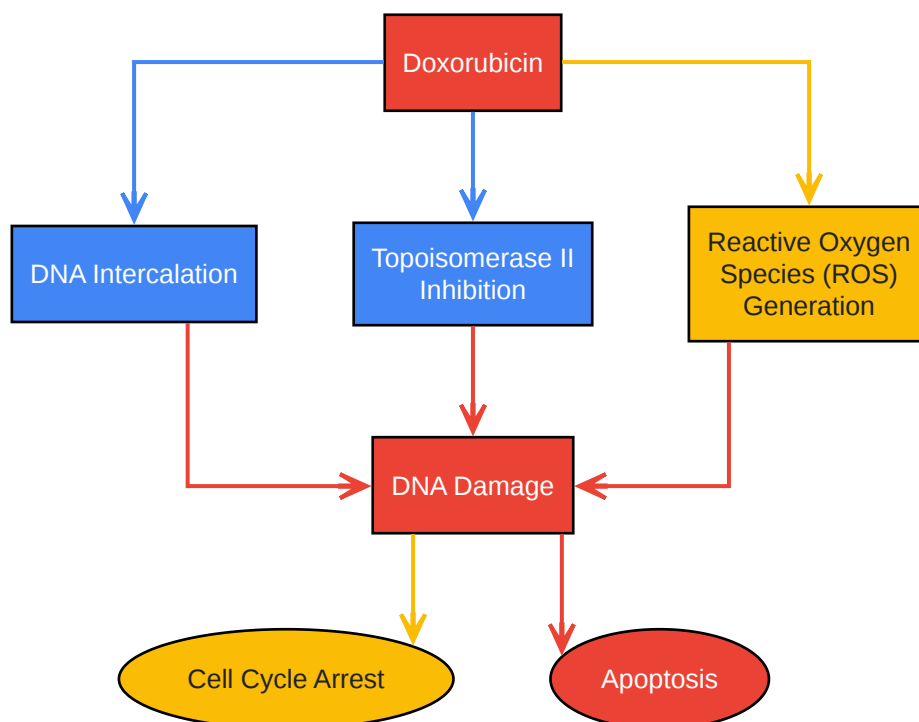 Doxorubicin
DNA Intercalation
Topoisomerase II
Inhibition
Reactive Oxygen
Species (ROS)
Generation
DNA Damage
Cell Cycle Arrest
Apoptosis